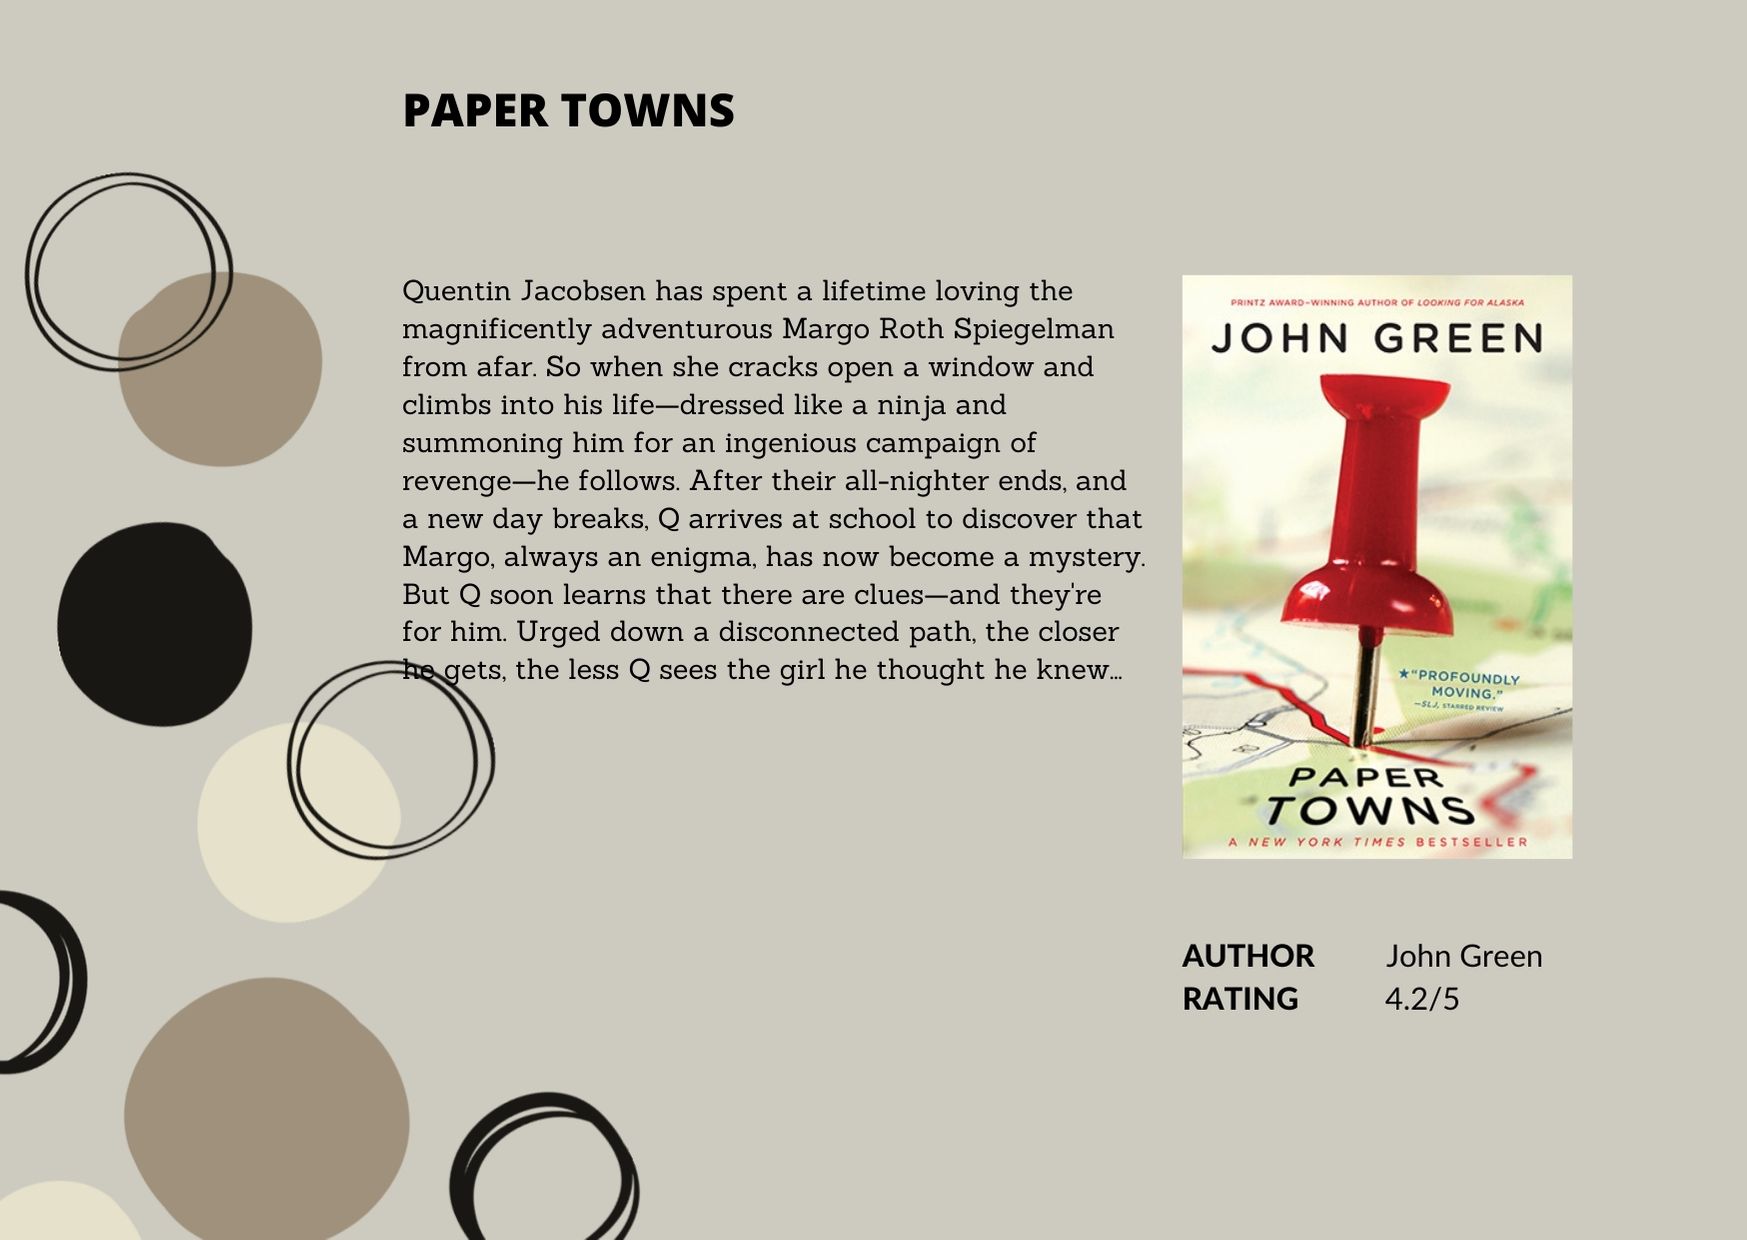 PAPER TOWNS
Quentin Jacobsen has spent a lifetime loving the
magnificently adventurous Margo Roth Spiegelman
from afar. So when she cracks open a window and
climbs into his life—dressed like a ninja and
summoning him for an ingenious campaign of
revenge—he follows. After their all-nighter ends, and
a new day breaks, Q arrives at school to discover that
Margo, always an enigma, has now become a mystery.
But Q soon learns that there are clues—and they're
for him. Urged down a disconnected path, the closer
he gets, the less Q sees the girl he thought he knew...
PRINTZ AWARD–WINNING AUTHOR OF LOOKING FOR ALASKA
JOHN GREEN
★"PROFOUNDLY
MOVING."
—SLJ, STARRED REVIEW
PAPER
TOWNS
A NEW YORK TIMES BESTSELLER
AUTHOR John Green
RATING 4.2/5